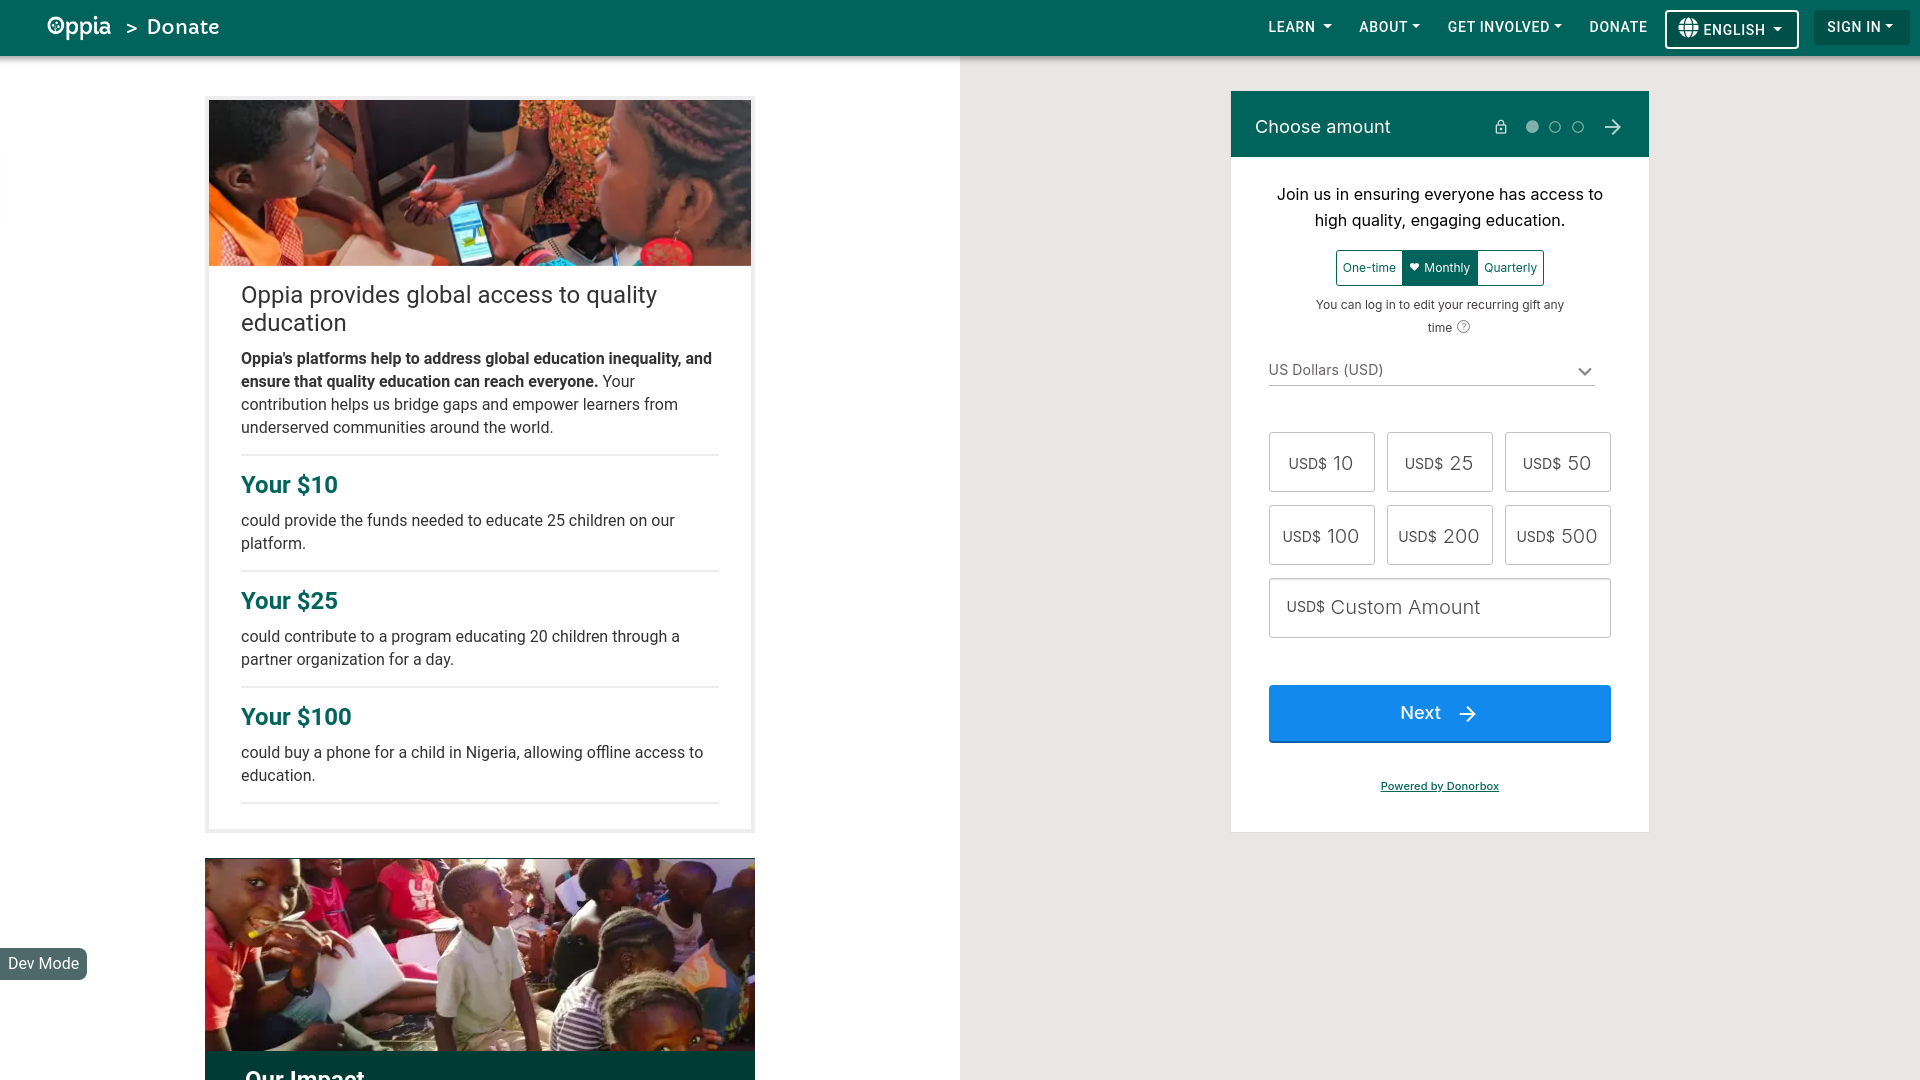 Oppia > Donate
LEARN
ABOUT
GET INVOLVED
DONATE
ENGLISH
SIGN IN
Oppia provides global access to quality
education
Oppia's platforms help to address global education inequality, and
ensure that quality education can reach everyone. Your
contribution helps us bridge gaps and empower learners from
underserved communities around the world.
Your $10
could provide the funds needed to educate 25 children on our
platform.
Your $25
could contribute to a program educating 20 children through a
partner organization for a day.
Your $100
could buy a phone for a child in Nigeria, allowing offline access to
education.
Our Impact
Dev Mode
Choose amount
Join us in ensuring everyone has access to
high quality, engaging education.
One-time
Monthly
Quarterly
You can log in to edit your recurring gift any
time ?
US Dollars (USD)
USD$ 10
USD$ 25
USD$ 50
USD$ 100
USD$ 200
USD$ 500
USD$ Custom Amount
Next
Powered by Donorbox